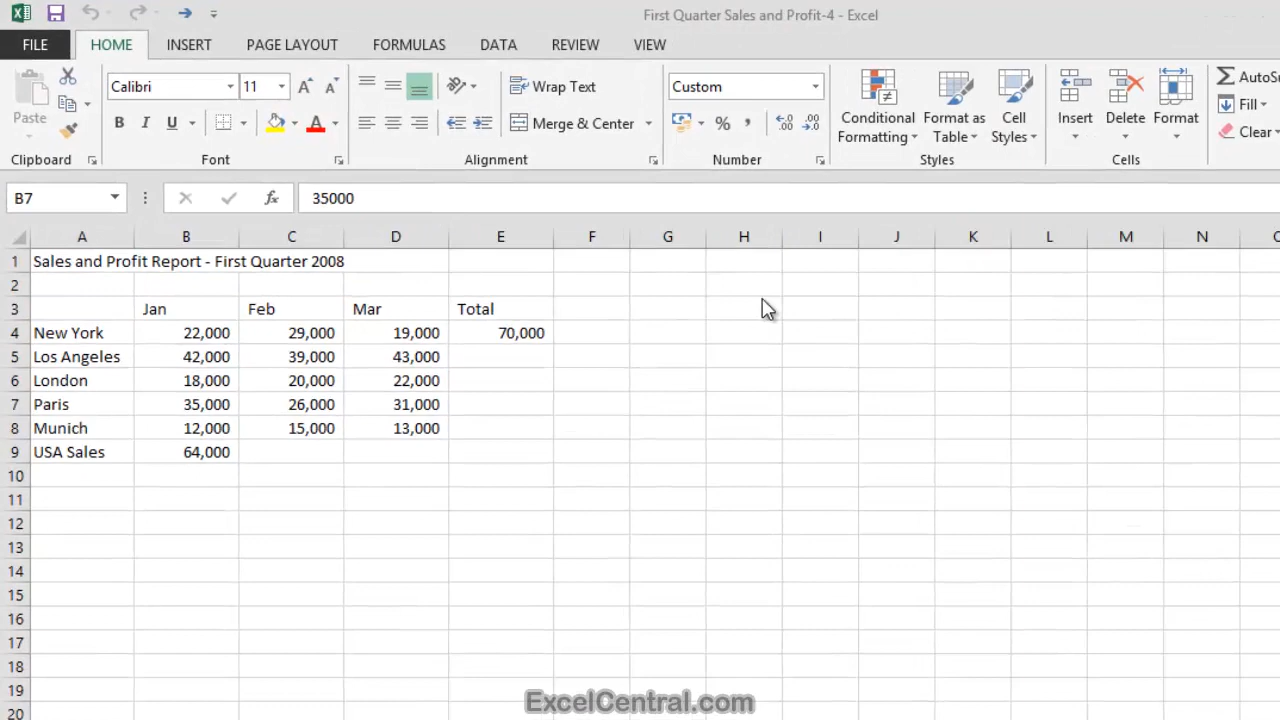 First Quarter Sales and Profit-4 - Excel
FILE HOME INSERT PAGE LAYOUT FORMULAS DATA REVIEW VIEW
Paste
Calibri 11 A A
B I U A
Wrap Text
Merge & Center
Custom
% , .00 .0
Conditional Formatting
Format as Table
Cell Styles
Insert Delete Format
Σ
Fill
Clear
Clipboard Font Alignment Number Styles Cells
B7 fx 35000
A B C D E F G H I J K L M N
1 Sales and Profit Report - First Quarter 2008
2
3 Jan Feb Mar Total
4 New York 22,000 29,000 19,000 70,000
5 Los Angeles 42,000 39,000 43,000
6 London 18,000 20,000 22,000
7 Paris 35,000 26,000 31,000
8 Munich 12,000 15,000 13,000
9 USA Sales 64,000
10
11
12
13
14
15
16
17
18
19
20
ExcelCentral.com